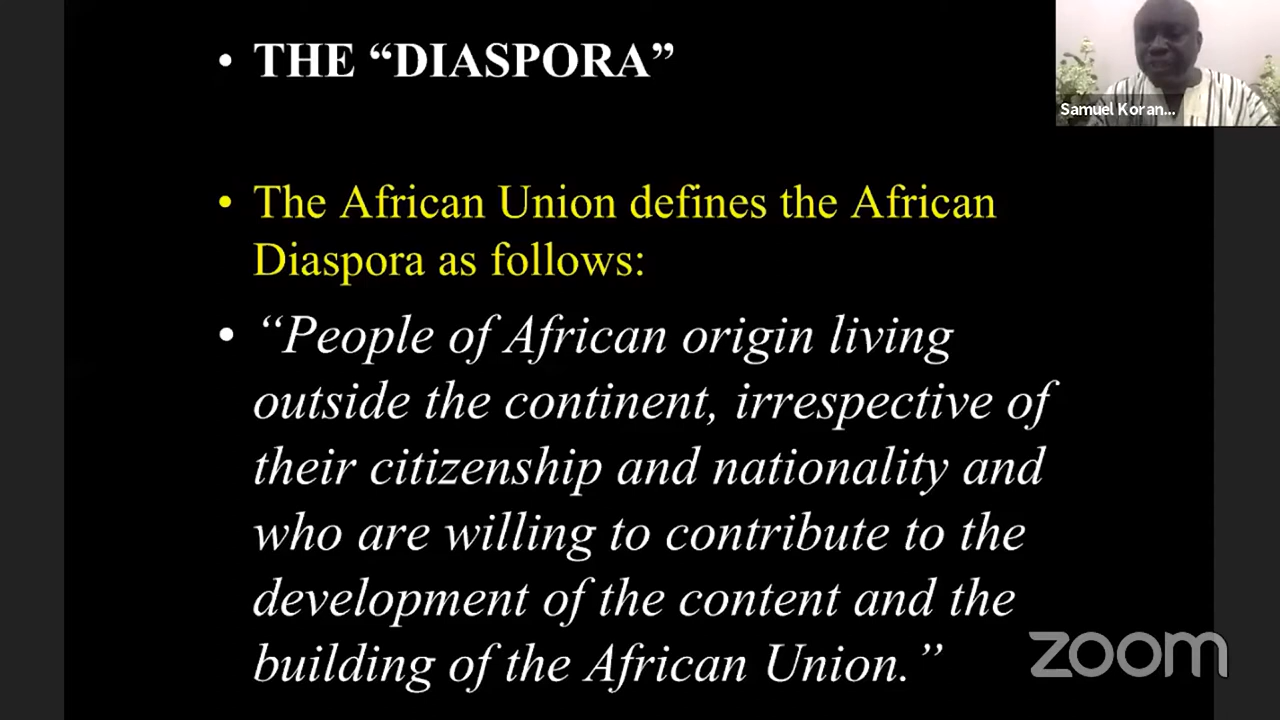 • THE “DIASPORA”
Samuel Koran...
• The African Union defines the African
Diaspora as follows:
• “People of African origin living
outside the continent, irrespective of
their citizenship and nationality and
who are willing to contribute to the
development of the content and the
building of the African Union.”
zoom